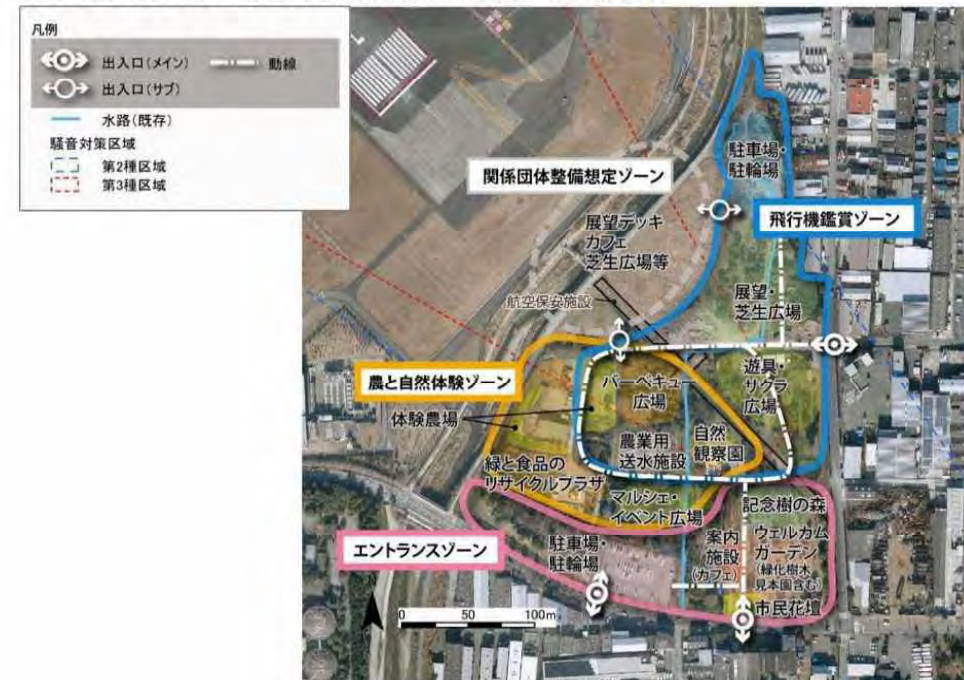 凡例
出入口(メイン)
動線
出入口(サブ)
水路(既存)
騒音対策区域
第2種区域
第3種区域
関係団体整備想定ゾーン
駐車場・
駐輪場
飛行機鑑賞ゾーン
展望デッキ
カフェ
芝生広場等
航空保安施設
展望・
芝生広場
農と自然体験ゾーン
バーベキュー
広場
遊具・
サクラ
広場
体験農場
農業用
送水施設
自然
観察園
緑と食品の
リサイクルプラザ
マルシェ・
イベント広場
記念樹の森
エントランスゾーン
駐車場・
駐輪場
案内
施設
(カフェ)
ウェルカム
ガーデン
(緑化樹木
見本園含む)
市民花壇
0 50 100m